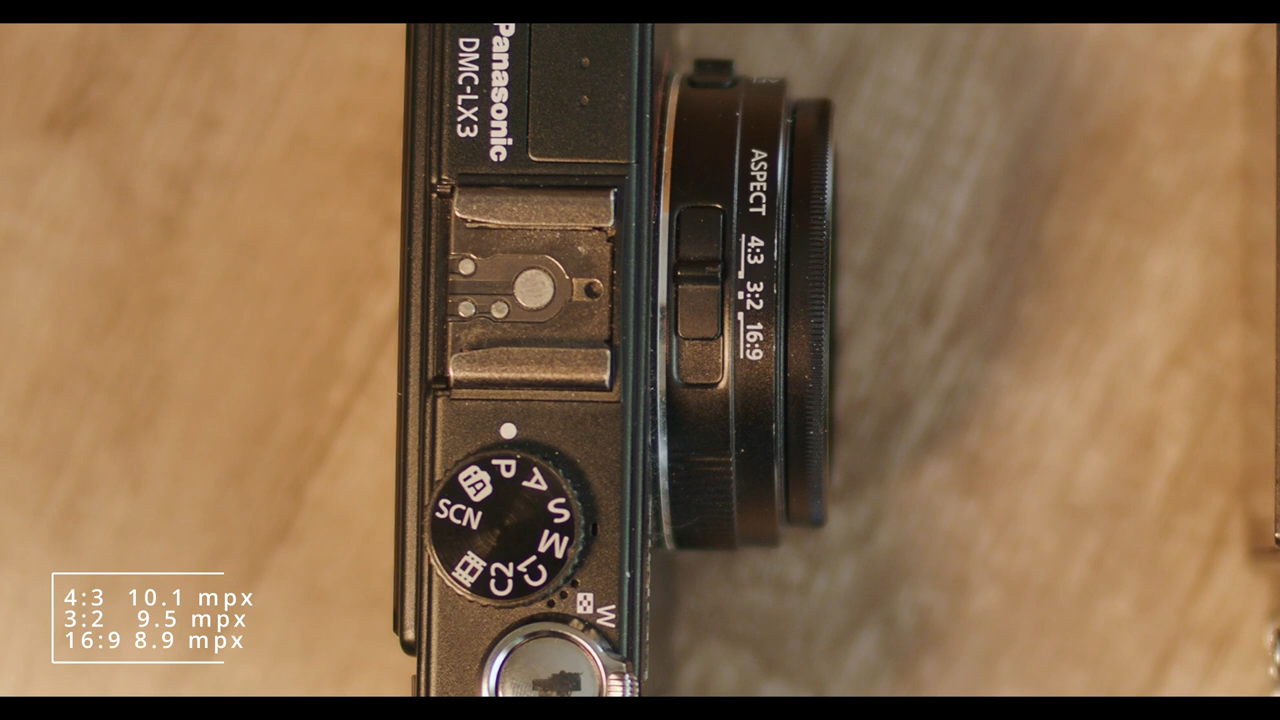 Panasonic
DMC-LX3
ASPECT 4:3 3:2 16:9
P
A
S
M
C1
C2
SCN
iA
W
4:3 10.1 mpx
3:2 9.5 mpx
16:9 8.9 mpx